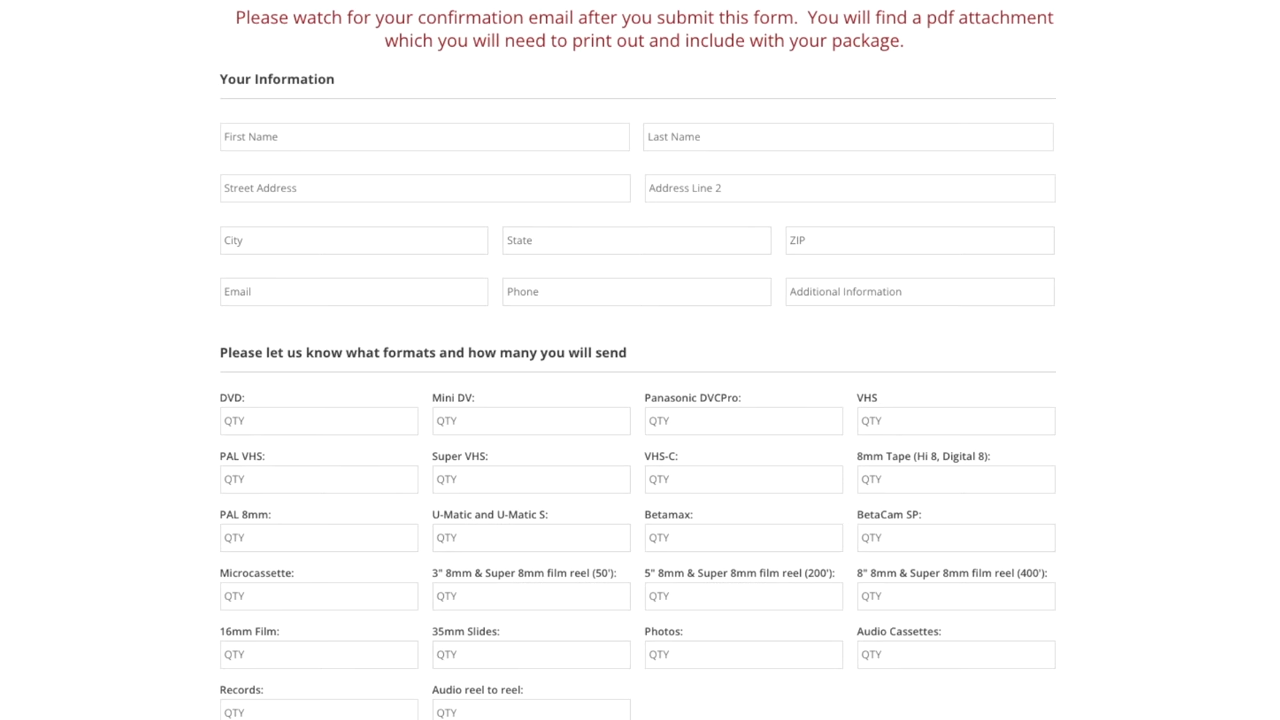 Please watch for your confirmation email after you submit this form.  You will find a pdf attachment
which you will need to print out and include with your package.
Your Information
First Name
Last Name
Street Address
Address Line 2
City
State
ZIP
Email
Phone
Additional Information
Please let us know what formats and how many you will send
DVD:
Mini DV:
Panasonic DVCPro:
VHS
QTY
QTY
QTY
QTY
PAL VHS:
Super VHS:
VHS-C:
8mm Tape (Hi 8, Digital 8):
QTY
QTY
QTY
QTY
PAL 8mm:
U-Matic and U-Matic S:
Betamax:
BetaCam SP:
QTY
QTY
QTY
QTY
Microcassette:
3" 8mm & Super 8mm film reel (50'):
5" 8mm & Super 8mm film reel (200'):
8" 8mm & Super 8mm film reel (400'):
QTY
QTY
QTY
QTY
16mm Film:
35mm Slides:
Photos:
Audio Cassettes:
QTY
QTY
QTY
QTY
Records:
Audio reel to reel:
QTY
QTY